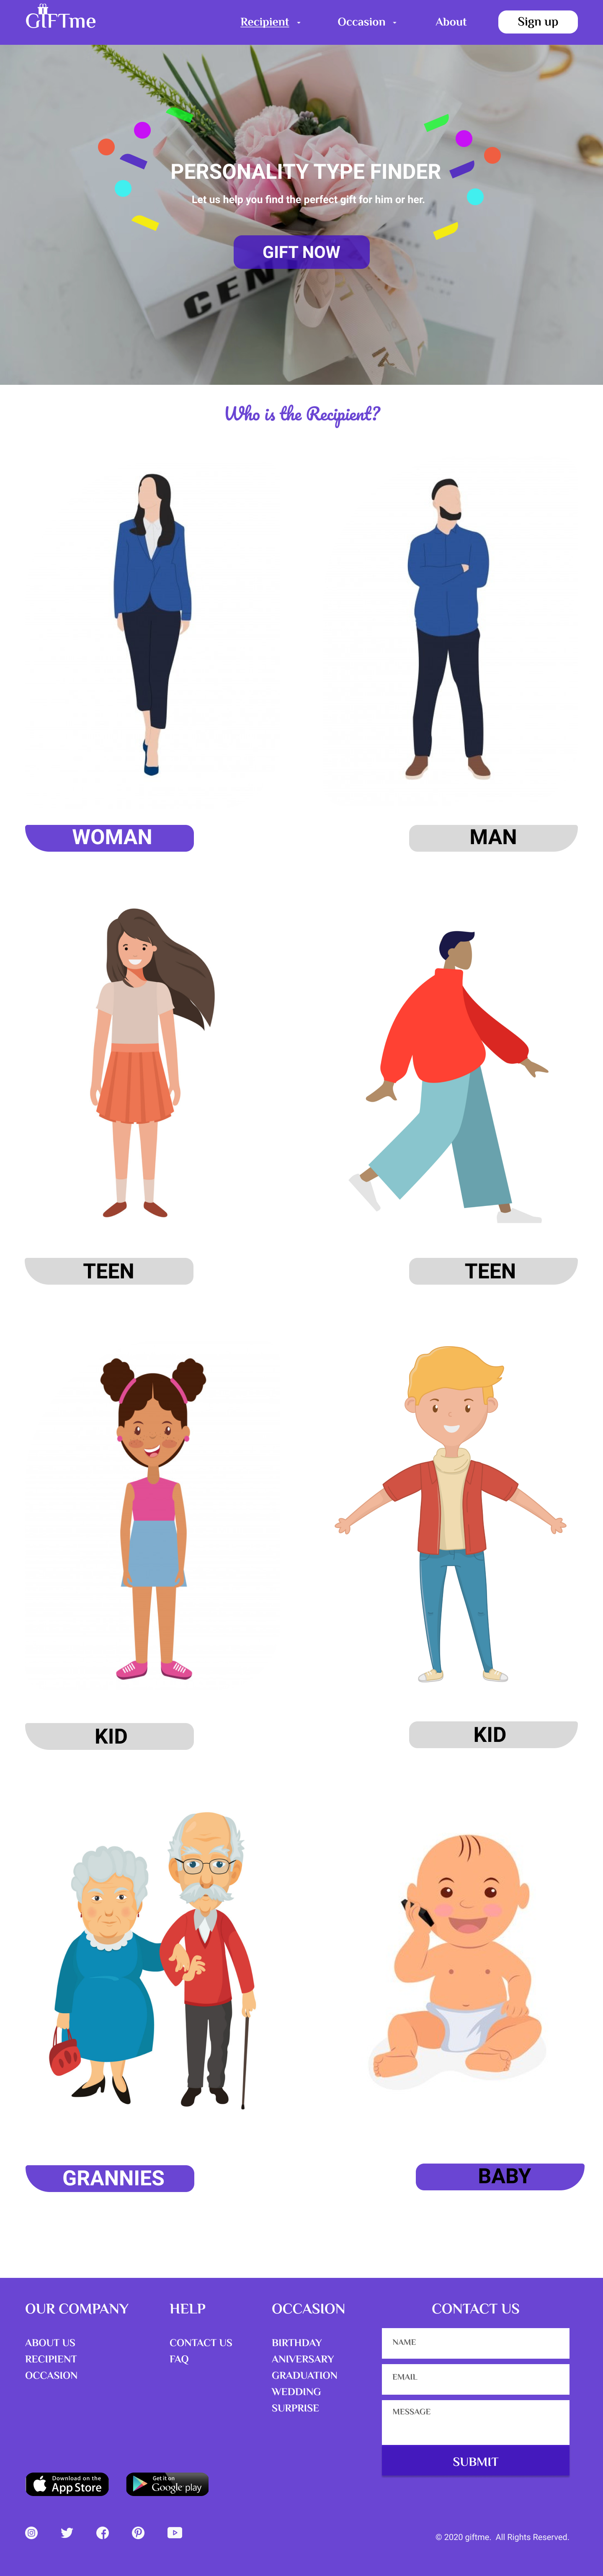 GIFTme
Recipient
Occasion
About
Sign up
PERSONALITY TYPE FINDER
Let us help you find the perfect gift for him or her.
GIFT NOW
CEN
Who is the Recipient?
WOMAN
MAN
TEEN
TEEN
KID
KID
GRANNIES
BABY
OUR COMPANY
ABOUT US
RECIPIENT
OCCASION
HELP
CONTACT US
FAQ
OCCASION
BIRTHDAY
ANIVERSARY
GRADUATION
WEDDING
SURPRISE
CONTACT US
NAME
EMAIL
MESSAGE
SUBMIT
Download on the
App Store
Get it on
Google play
© 2020 giftme. All Rights Reserved.